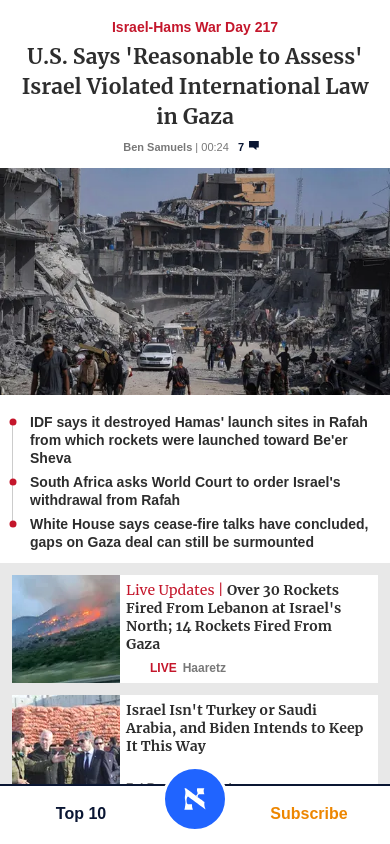 Israel-Hams War Day 217
U.S. Says 'Reasonable to Assess'
Israel Violated International Law
in Gaza
Ben Samuels | 00:24 7
IDF says it destroyed Hamas' launch sites in Rafah
from which rockets were launched toward Be'er
Sheva
South Africa asks World Court to order Israel's
withdrawal from Rafah
White House says cease-fire talks have concluded,
gaps on Gaza deal can still be surmounted
Live Updates | Over 30 Rockets
Fired From Lebanon at Israel's
North; 14 Rockets Fired From
Gaza
LIVE Haaretz
Israel Isn't Turkey or Saudi
Arabia, and Biden Intends to Keep
It This Way
Top 10
Subscribe